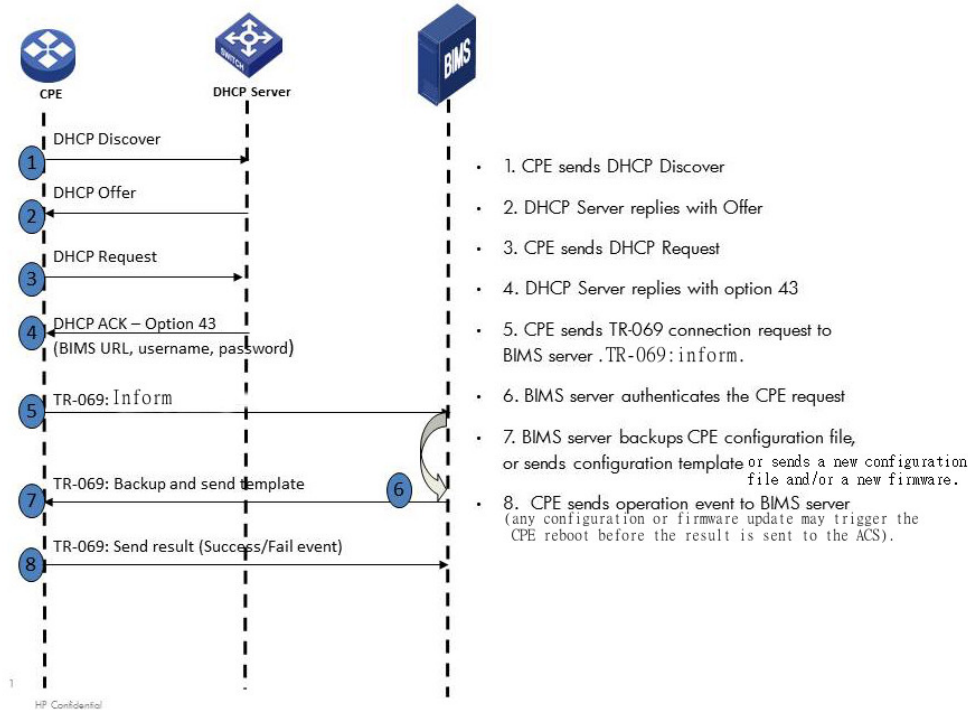 SWITCH
BIMS
CPE
DHCP Server
DHCP Discover
1
DHCP Offer
2
DHCP Request
3
DHCP ACK – Option 43
4
(BIMS URL, username, password)
TR-069: Inform
5
TR-069: Backup and send template
6
7
TR-069: Send result (Success/Fail event)
8
• 1. CPE sends DHCP Discover
• 2. DHCP Server replies with Offer
• 3. CPE sends DHCP Request
• 4. DHCP Server replies with option 43
• 5. CPE sends TR-069 connection request to
BIMS server .TR-069:inform.
• 6. BIMS server authenticates the CPE request
• 7. BIMS server backups CPE configuration file,
or sends configuration template or sends a new configuration
file and/or a new firmware.
• 8. CPE sends operation event to BIMS server
(any configuration or firmware update may trigger the
CPE reboot before the result is sent to the ACS).
1
HP Confidential